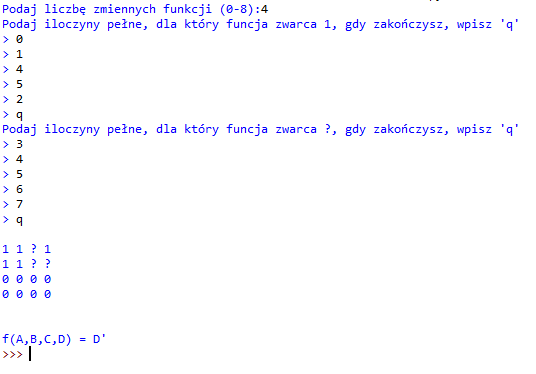 Podaj liczbę zmiennych funkcji (0-8):4
Podaj iloczyny pełne, dla który funcja zwarca 1, gdy zakończysz, wpisz 'q'
> 0
> 1
> 4
> 5
> 2
> q
Podaj iloczyny pełne, dla który funcja zwarca ?, gdy zakończysz, wpisz 'q'
> 3
> 4
> 5
> 6
> 7
> q
1 1 ? 1
1 1 ? ?
0 0 0 0
0 0 0 0
f(A,B,C,D) = D'
>>>